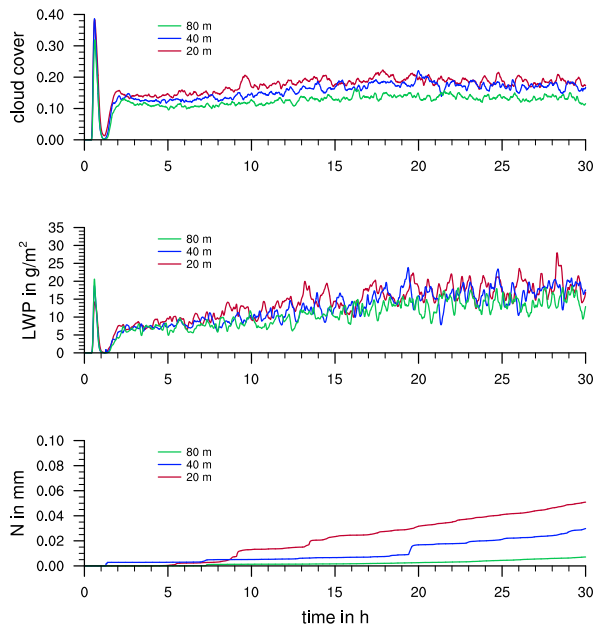 cloud cover
0.40
0.30
0.20
0.10
0.00
80 m
40 m
20 m
0 5 10 15 20 25 30
LWP in g/m²
35
30
25
20
15
10
5
0
80 m
40 m
20 m
0 5 10 15 20 25 30
N in mm
0.10
0.08
0.06
0.04
0.02
0.00
80 m
40 m
20 m
0 5 10 15 20 25 30
time in h